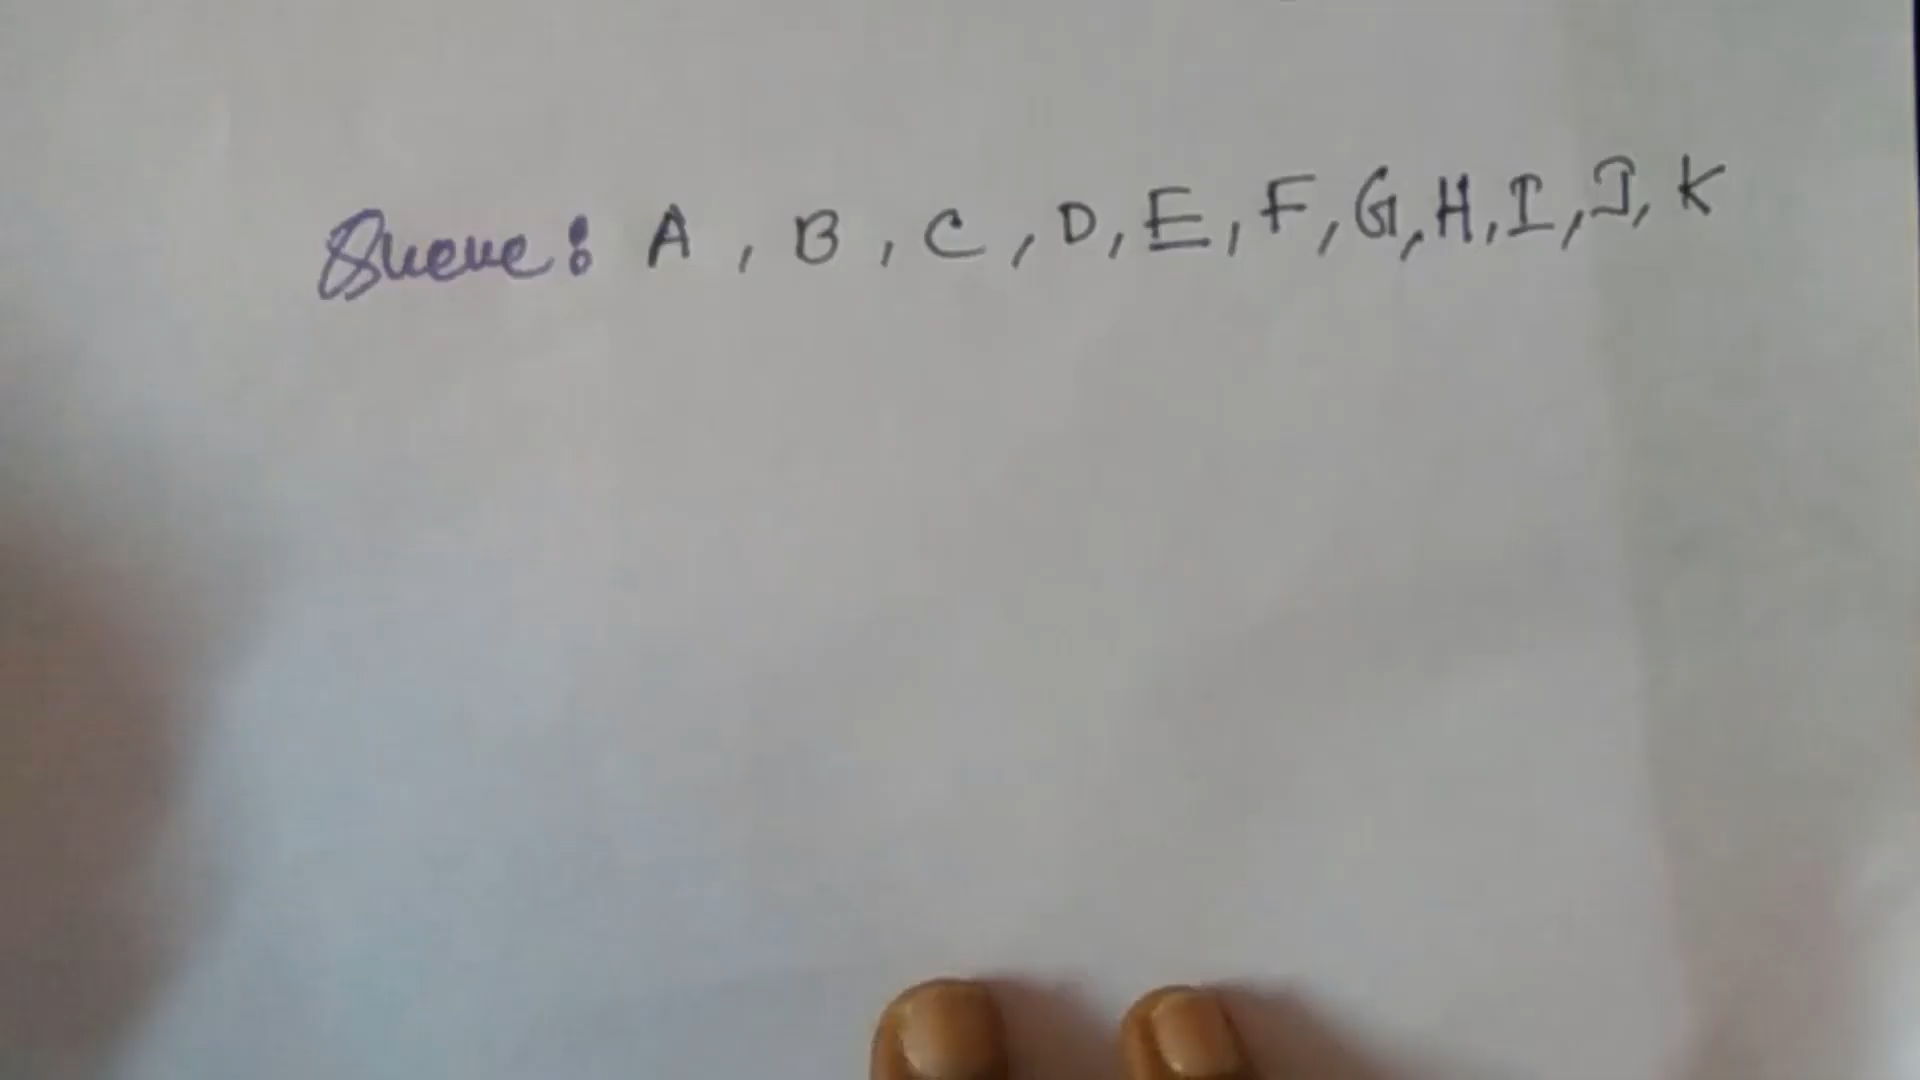 Queue: A, B, C, D, E, F, G, H, I, J, K